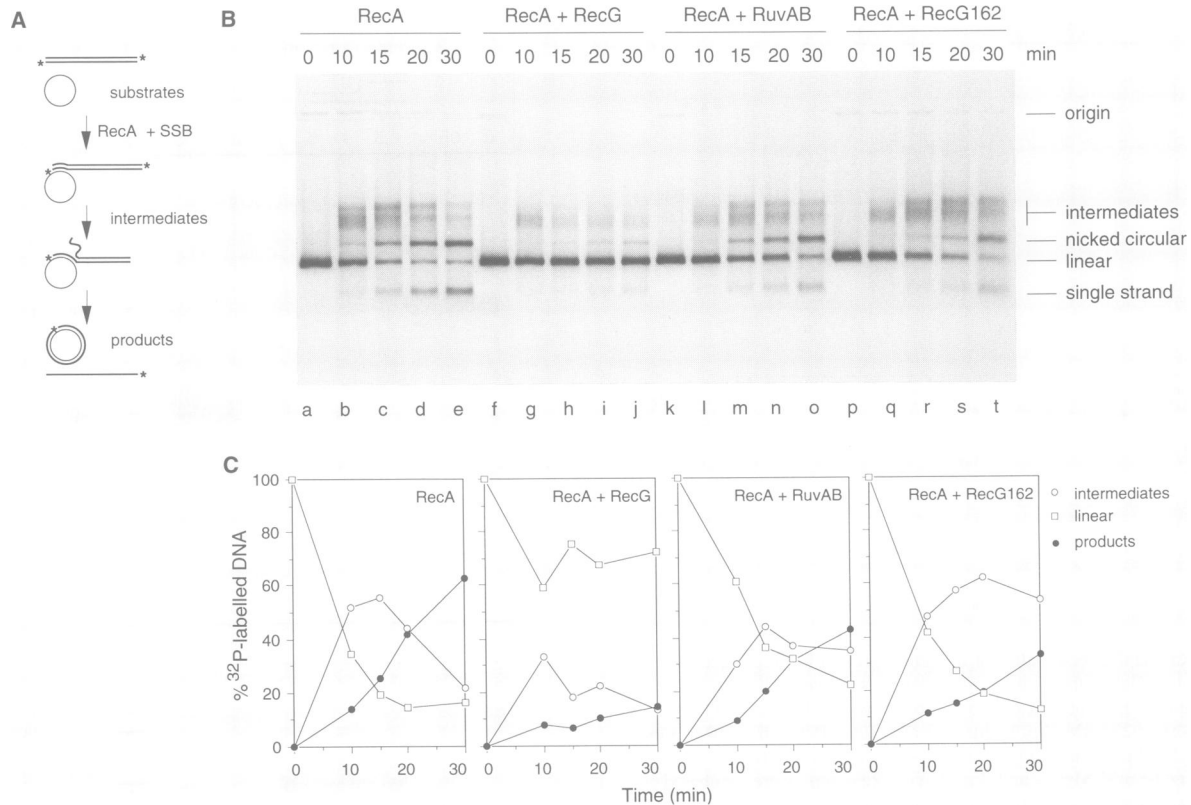 A
* *
substrates
RecA + SSB
*
*
intermediates
*
*
products
*
B
RecA RecA + RecG RecA + RuvAB RecA + RecG162
0 10 15 20 30 0 10 15 20 30 0 10 15 20 30 0 10 15 20 30 min
origin
intermediates
nicked circular
linear
single strand
a b c d e f g h i j k l m n o p q r s t
C
% 32P-labelled DNA
100
80
60
40
20
0
RecA
RecA + RecG
RecA + RuvAB
RecA + RecG162
intermediates
linear
products
0 10 20 30 0 10 20 30 0 10 20 30 0 10 20 30
Time (min)